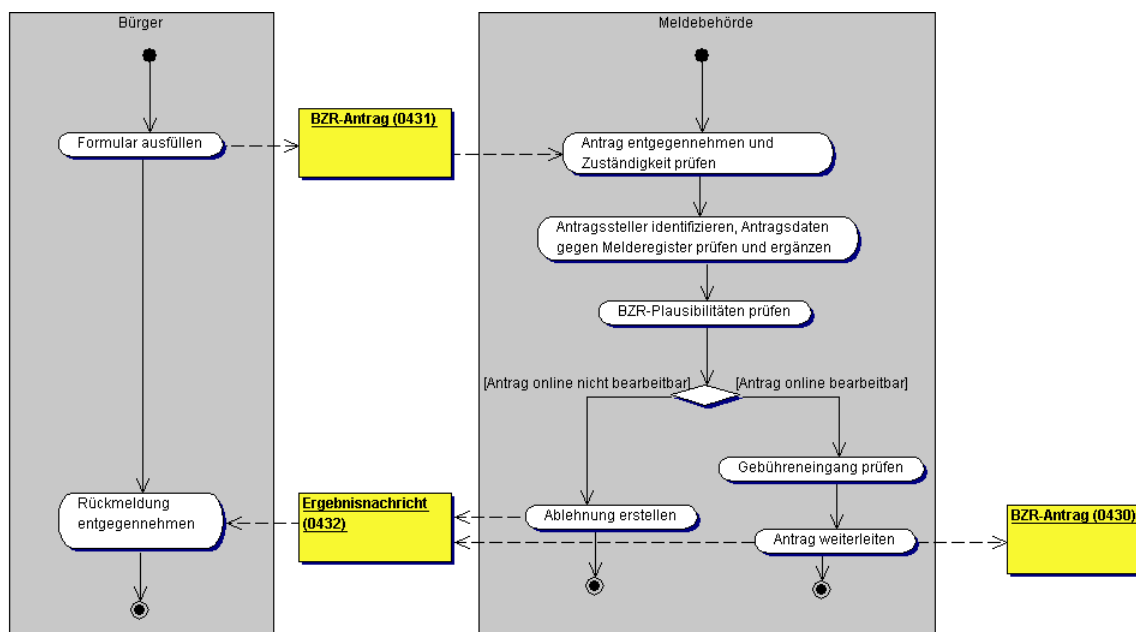 Bürger
Meldebehörde
BZR-Antrag (0431)
Formular ausfüllen
Antrag entgegennehmen und
Zuständigkeit prüfen
Antragssteller identifizieren, Antragsdaten
gegen Melderegister prüfen und ergänzen
BZR-Plausibilitäten prüfen
[Antrag online nicht bearbeitbar]
[Antrag online bearbeitbar]
Gebühreneingang prüfen
Rückmeldung
entgegennehmen
Ergebnisnachricht
(0432)
Ablehnung erstellen
Antrag weiterleiten
BZR-Antrag (0430)